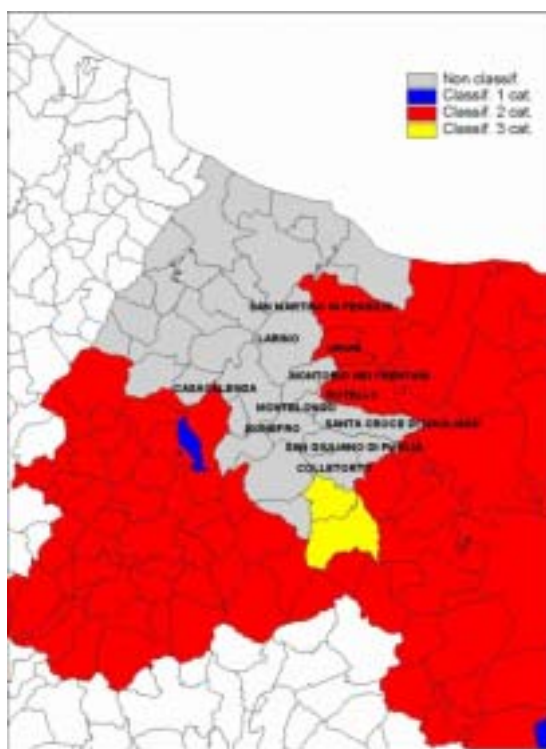 Non classif.
Classif. 1 cat.
Classif. 2 cat.
Classif. 3 cat.
SAN MARTINO IN PENSILIS
LARINO
URURI
MONTORIO NEI FRENTANI
CASACALENDA
ROTELLO
MONTELONGO
SANTA CROCE DI MAGLIANO
BONEFRO
SAN GIULIANO DI PUGLIA
COLLETORTO